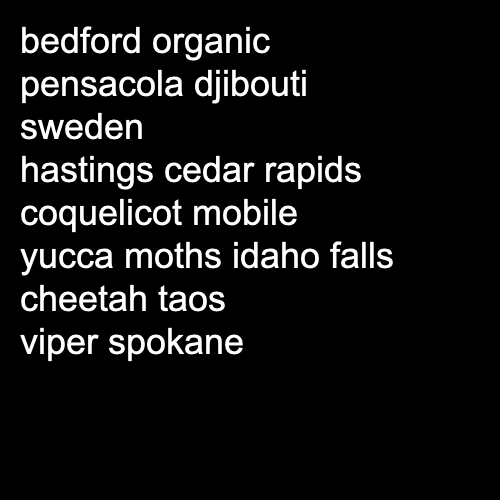 bedford organic
pensacola djibouti
sweden
hastings cedar rapids
coquelicot mobile
yucca moths idaho falls
cheetah taos
viper spokane